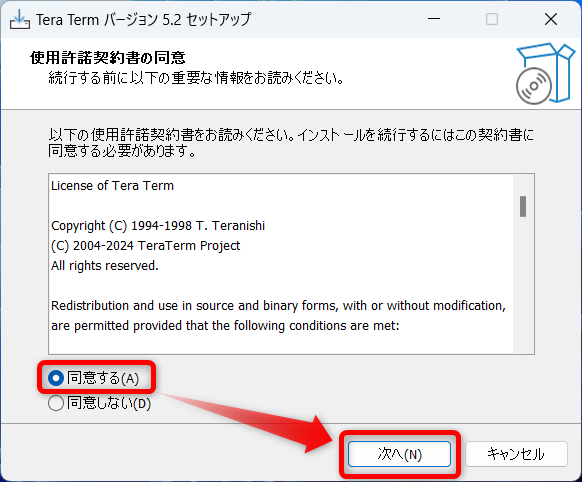 Tera Term バージョン 5.2 セットアップ
使用許諾契約書の同意
続行する前に以下の重要な情報をお読みください。
以下の使用許諾契約書をお読みください。インストールを続行するにはこの契約書に
同意する必要があります。
License of Tera Term
Copyright (C) 1994-1998 T. Teranishi
(C) 2004-2024 TeraTerm Project
All rights reserved.
Redistribution and use in source and binary forms, with or without modification,
are permitted provided that the following conditions are met:
同意する(A)
同意しない(D)
次へ(N)
キャンセル